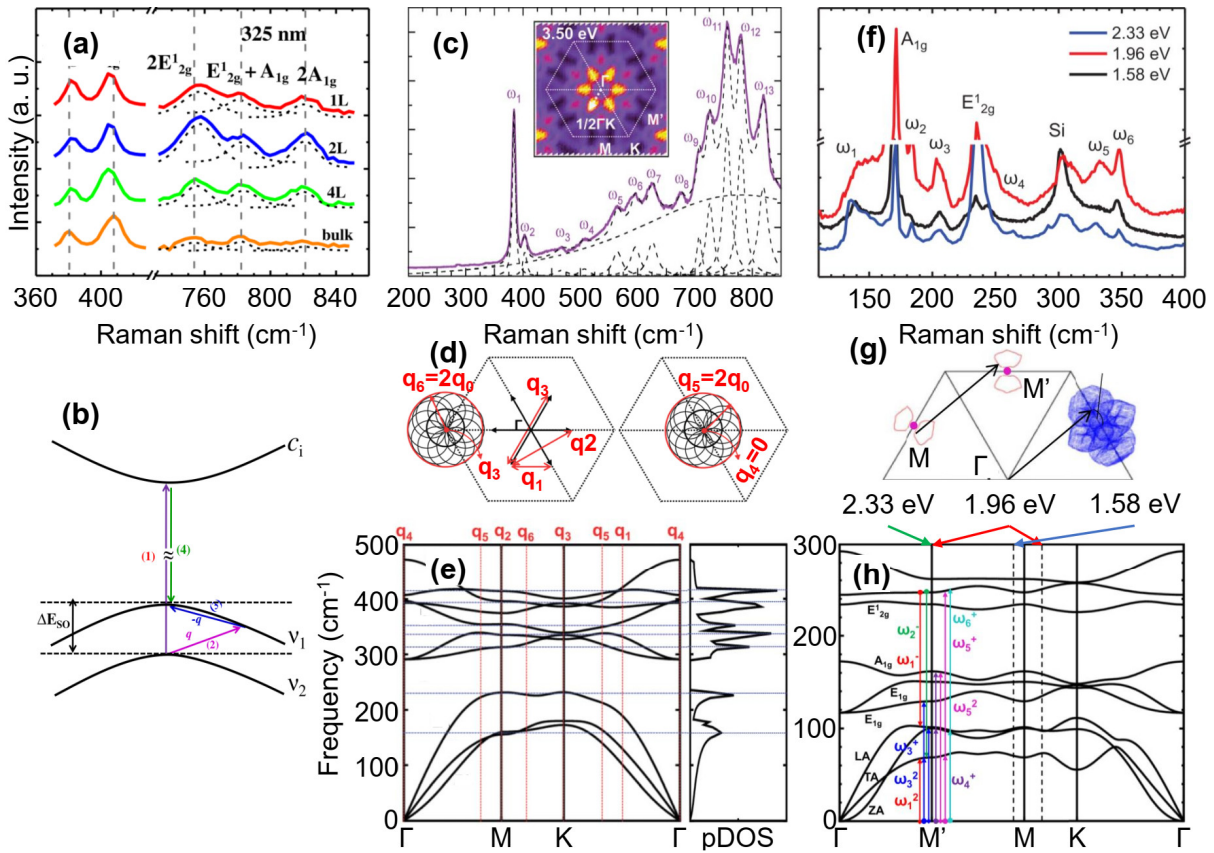 (a)
325 nm
2E¹₂g E¹₂g + A₁g 2A₁g
1L
2L
4L
bulk
Intensity (a. u.)
360 400 760 800 840
Raman shift (cm⁻¹)
(c)
3.50 eV
Γ
1/2ΓK
M'
M K
ω₁
ω₂
ω₃
ω₄
ω₅
ω₆
ω₇
ω₈
ω₉
ω₁₀
ω₁₁
ω₁₂
ω₁₃
200 300 400 500 600 700 800
Raman shift (cm⁻¹)
(f)
2.33 eV
1.96 eV
1.58 eV
A₁g
E¹₂g
Si
ω₁
ω₂
ω₃
ω₄
ω₅
ω₆
150 200 250 300 350 400
Raman shift (cm⁻¹)
(b)
cᵢ
(1)
≈
(4)
ΔE_SO
-q
(3)
q
(2)
ν₁
ν₂
(d)
q₆=2q₀
q₃
Γ
q2
q₃
q₁
q₅=2q₀
q₄=0
(g)
M'
M
Γ
2.33 eV 1.96 eV 1.58 eV
(e)
q₄ q₅ q₂ q₆ q₃ q₅ q₁ q₄
Frequency (cm⁻¹)
500
400
300
200
100
0
Γ M K Γ
pDOS
(h)
300
200
100
0
E¹₂g
A₁g
E₁g
E₁g
LA
TA
ZA
ω₂⁻
ω₁⁻
ω₆⁺
ω₅⁺
ω₅²
ω₃⁺
ω₃²
ω₄⁺
ω₁²
Γ M' M K Γ